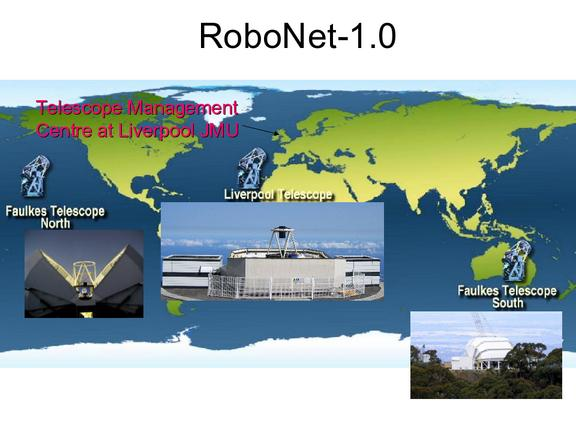 RoboNet-1.0
Telescope Management
Centre at Liverpool JMU
Liverpool Telescope
Faulkes Telescope
North
Faulkes Telescope
South